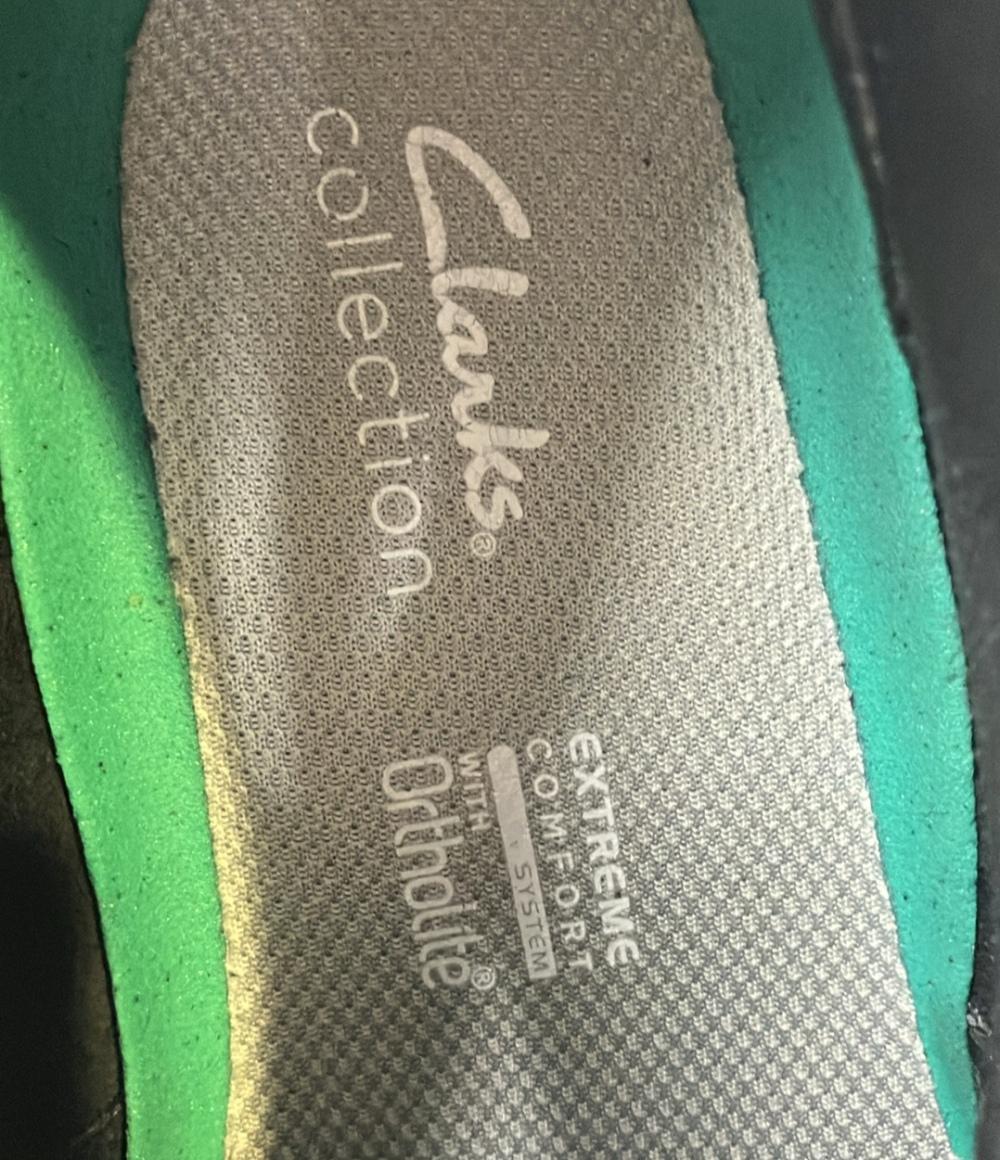 Clarks®
collection
EXTREME
COMFORT
SYSTEM
WITH
Ortholite®